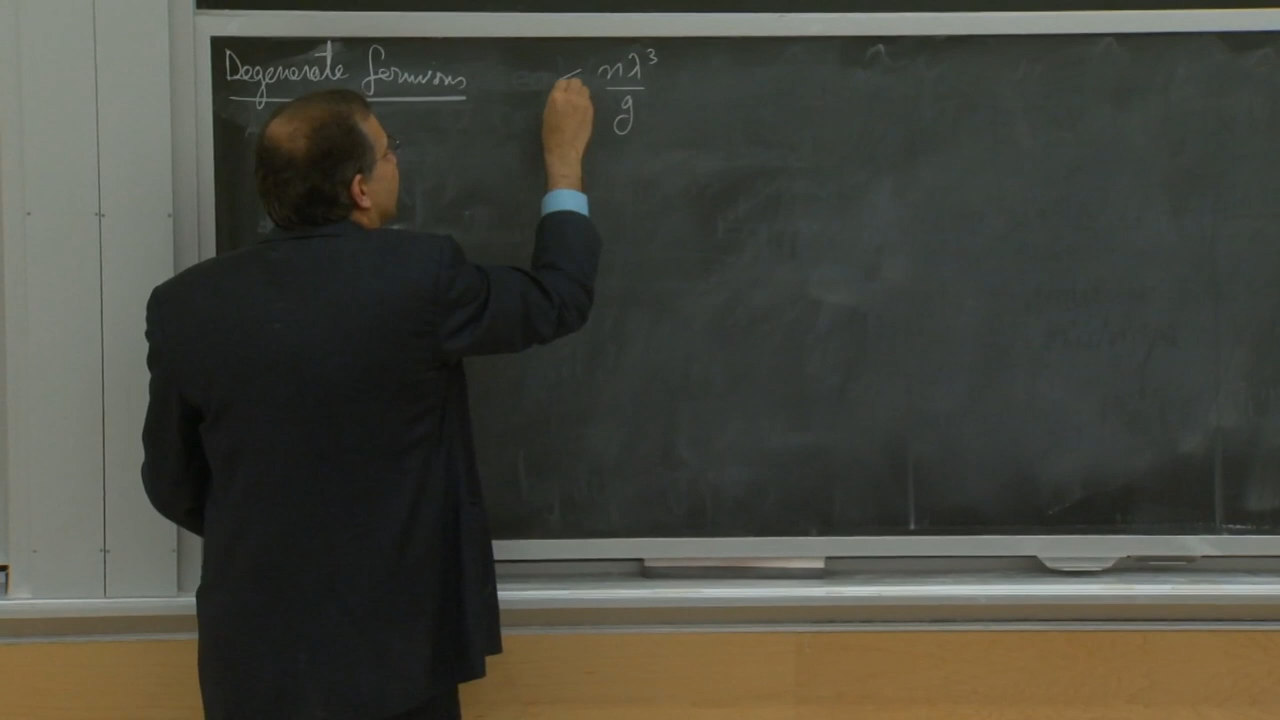 Degenerate fermions
= nλ³
g